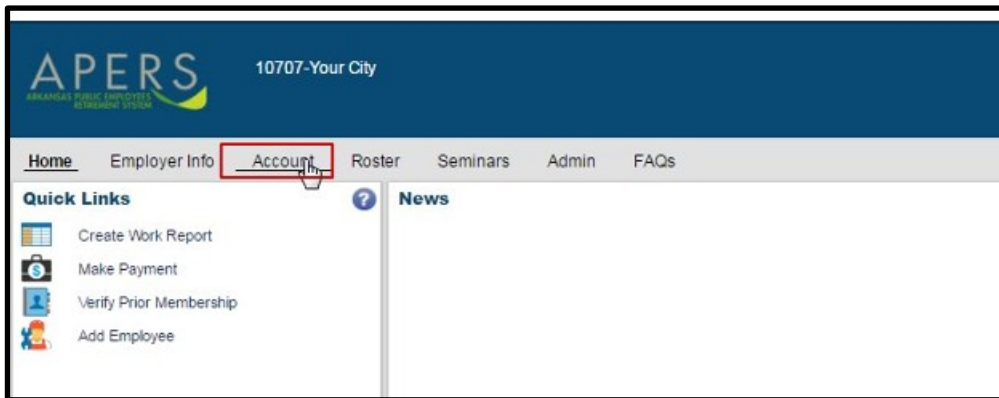 APERS
ARKANSAS PUBLIC EMPLOYEES
RETIREMENT SYSTEM
10707-Your City
Home Employer Info Account Roster Seminars Admin FAQs
Quick Links ?
Create Work Report
Make Payment
Verify Prior Membership
Add Employee
News